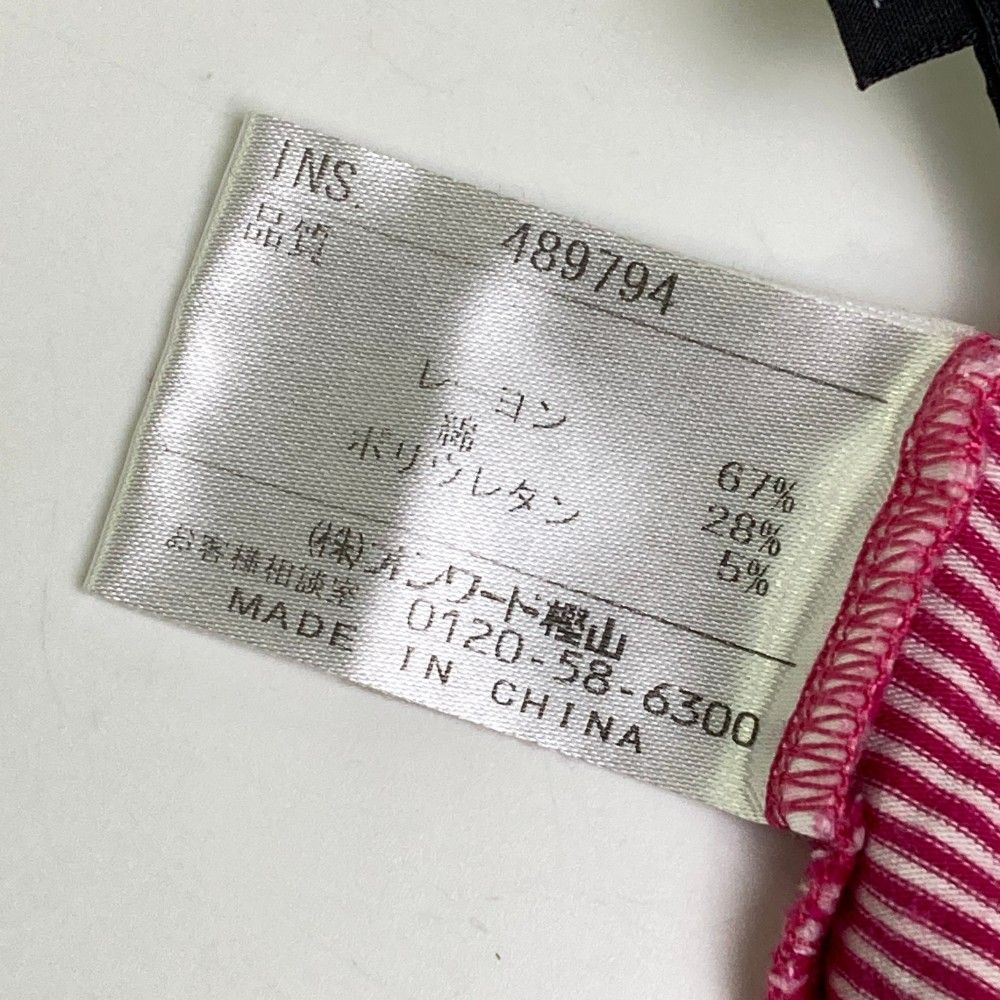 INS. 489794
品質
レーヨン 67%
綿 28%
ポリウレタン 5%
(株)オンワード樫山
お客様相談室 0120-58-6300
MADE IN CHINA